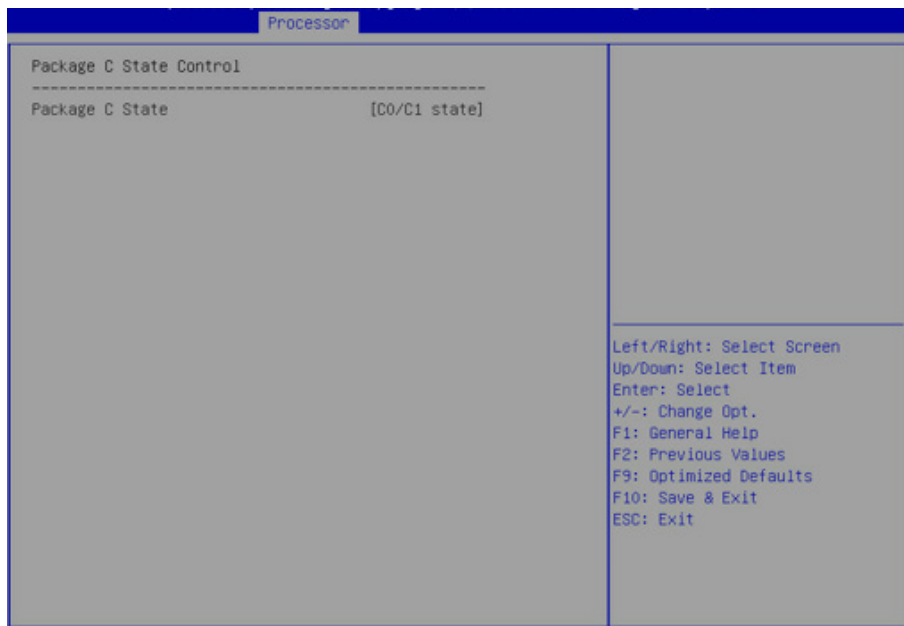 Processor
Package C State Control
--------------------------------------------------
Package C State [C0/C1 state]
Left/Right: Select Screen
Up/Down: Select Item
Enter: Select
+/-: Change Opt.
F1: General Help
F2: Previous Values
F9: Optimized Defaults
F10: Save & Exit
ESC: Exit